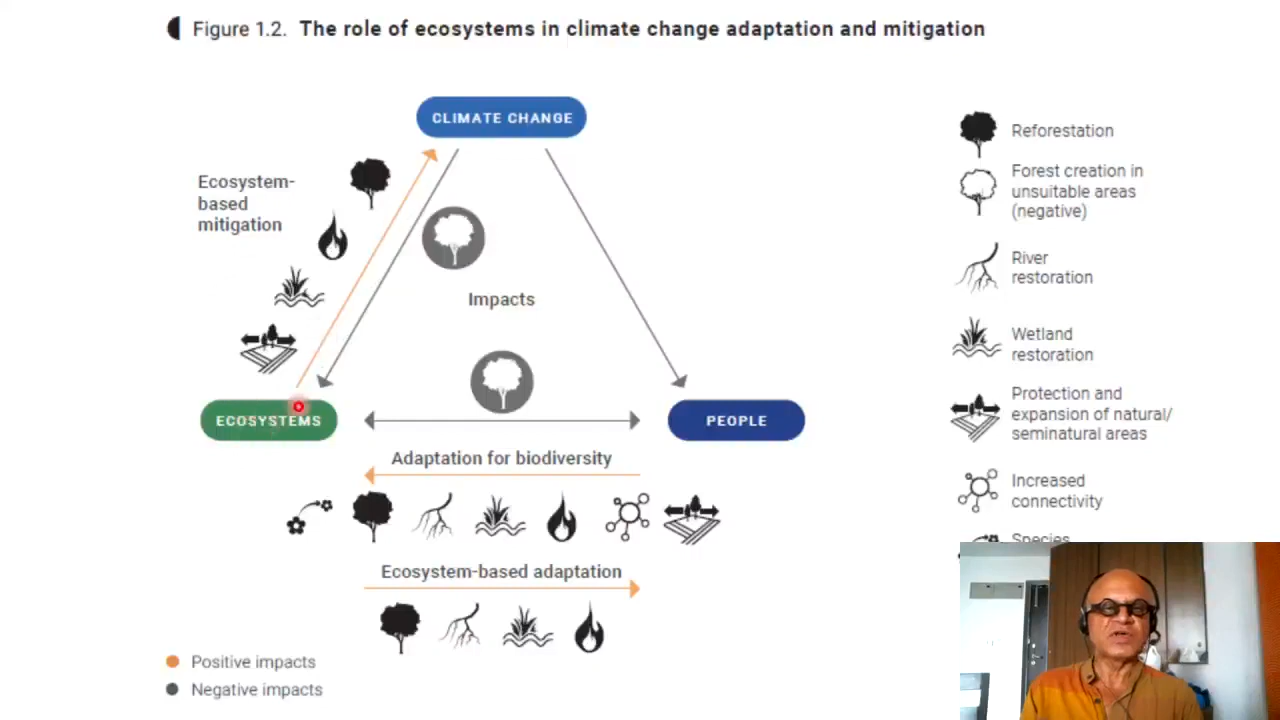 Figure 1.2. The role of ecosystems in climate change adaptation and mitigation
CLIMATE CHANGE
Ecosystem-
based
mitigation
Impacts
ECOSYSTEMS
PEOPLE
Adaptation for biodiversity
Ecosystem-based adaptation
Positive impacts
Negative impacts
Reforestation
Forest creation in
unsuitable areas
(negative)
River
restoration
Wetland
restoration
Protection and
expansion of natural/
seminatural areas
Increased
connectivity
Species